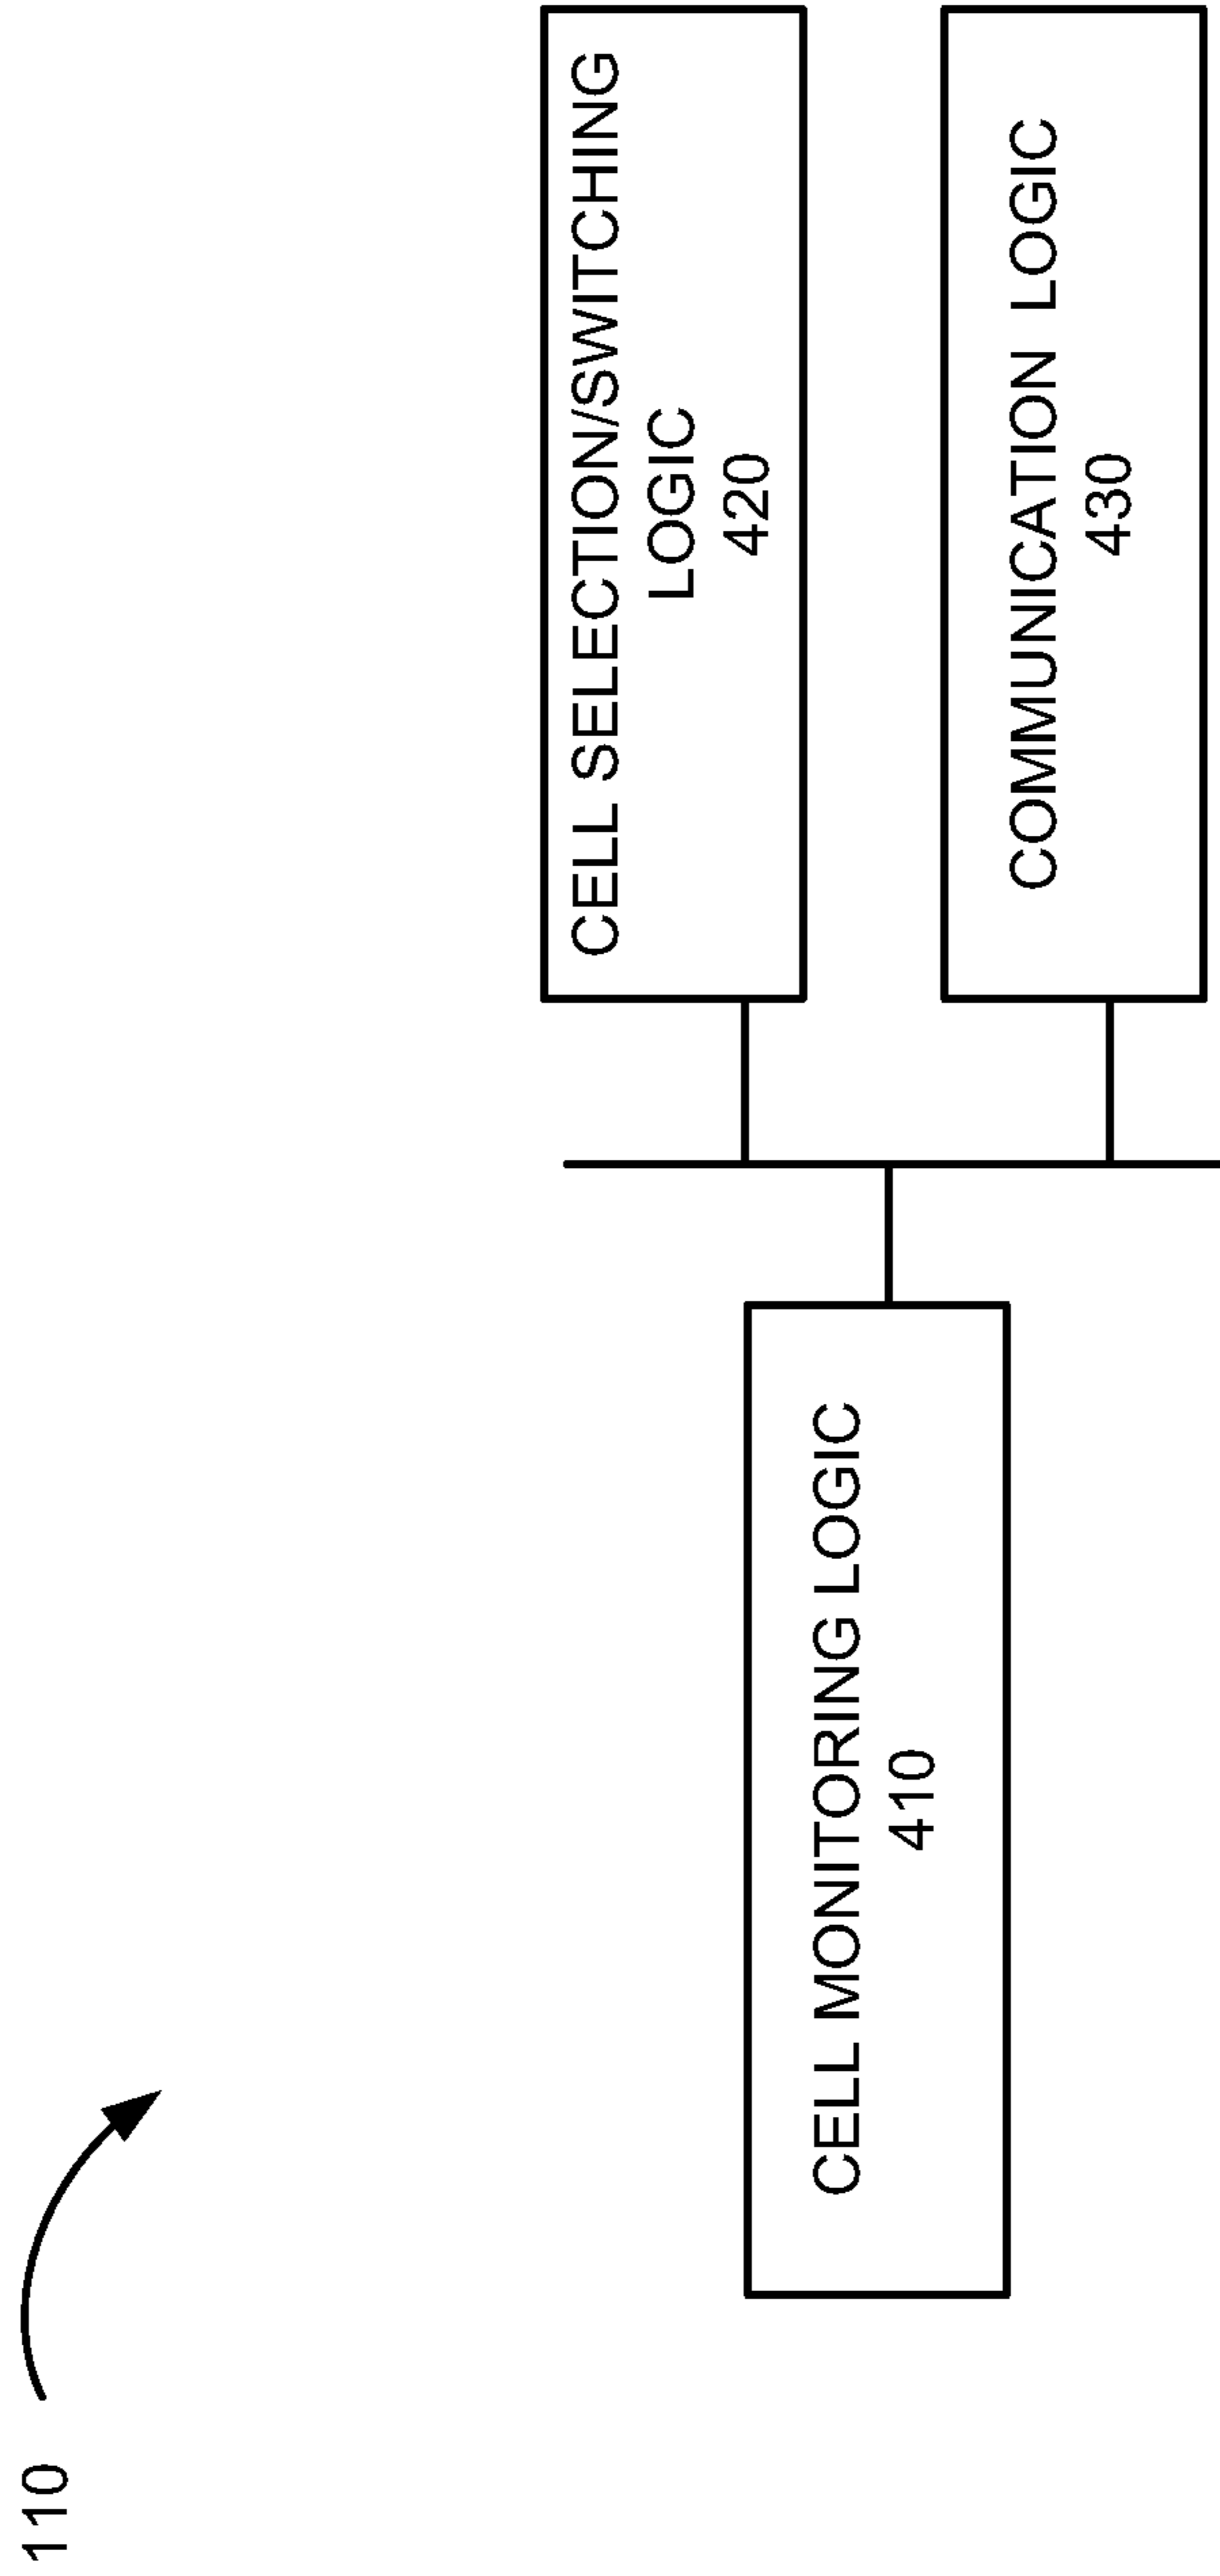 110
CELL MONITORING LOGIC
410
CELL SELECTION/SWITCHING
LOGIC
420
COMMUNICATION LOGIC
430